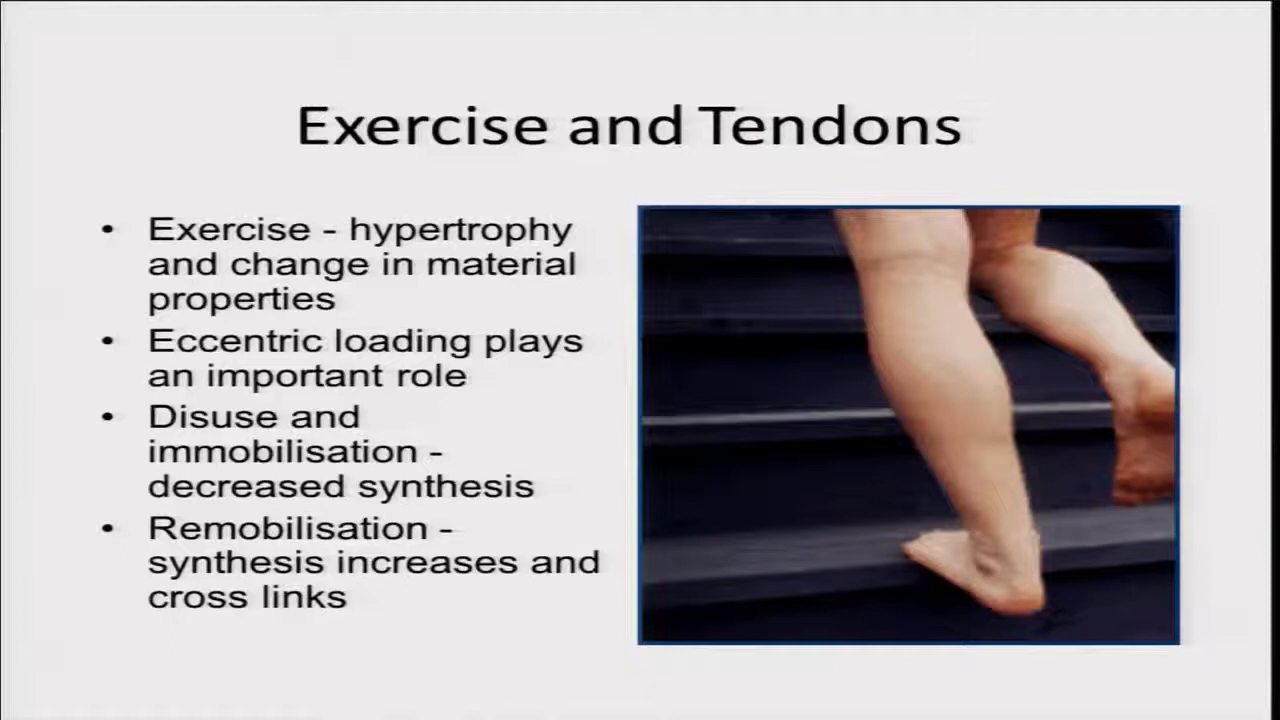 Exercise and Tendons
• Exercise - hypertrophy
and change in material
properties
• Eccentric loading plays
an important role
• Disuse and
immobilisation -
decreased synthesis
• Remobilisation -
synthesis increases and
cross links